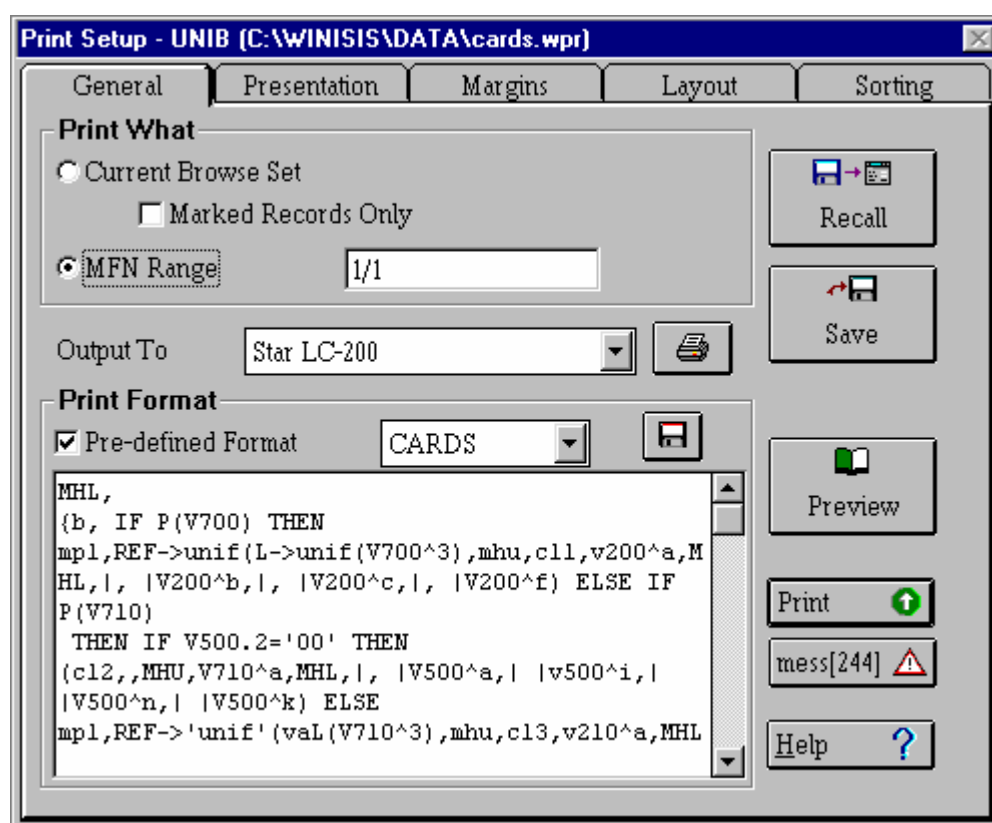 Print Setup - UNIB (C:\WINISIS\DATA\cards.wpr)
General Presentation Margins Layout Sorting
Print What
Current Browse Set
Marked Records Only
MFN Range 1/1
Recall
Save
Output To Star LC-200
Print Format
Pre-defined Format CARDS
MHL,
{b, IF P(V700) THEN
mpl,REF->unif(L->unif(V700^3),mhu,cl1,v200^a,M
HL,|, |V200^b,|, |V200^c,|, |V200^f) ELSE IF
P(V710)
THEN IF V500.2='00' THEN
(cl2,,MHU,V710^a,MHL,|, |V500^a,| |v500^i,|
|V500^n,| |V500^k) ELSE
mpl,REF->'unif'(vaL(V710^3),mhu,cl3,v210^a,MHL
Preview
Print
mess[244]
Help ?